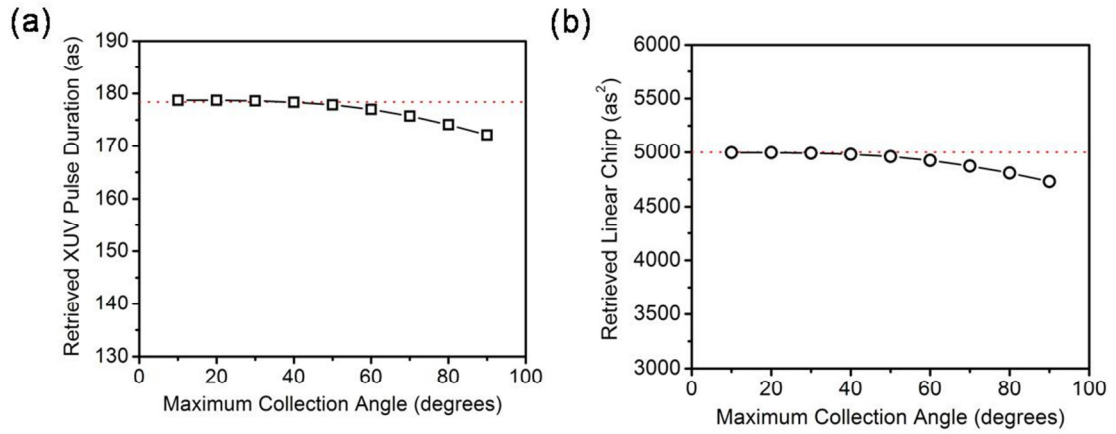 (a)
Retrieved XUV Pulse Duration (as)
190
180
170
160
150
140
130
0 20 40 60 80 100
Maximum Collection Angle (degrees)
(b)
Retrieved Linear Chirp (as²)
6000
5500
5000
4500
4000
3500
3000
0 20 40 60 80 100
Maximum Collection Angle (degrees)